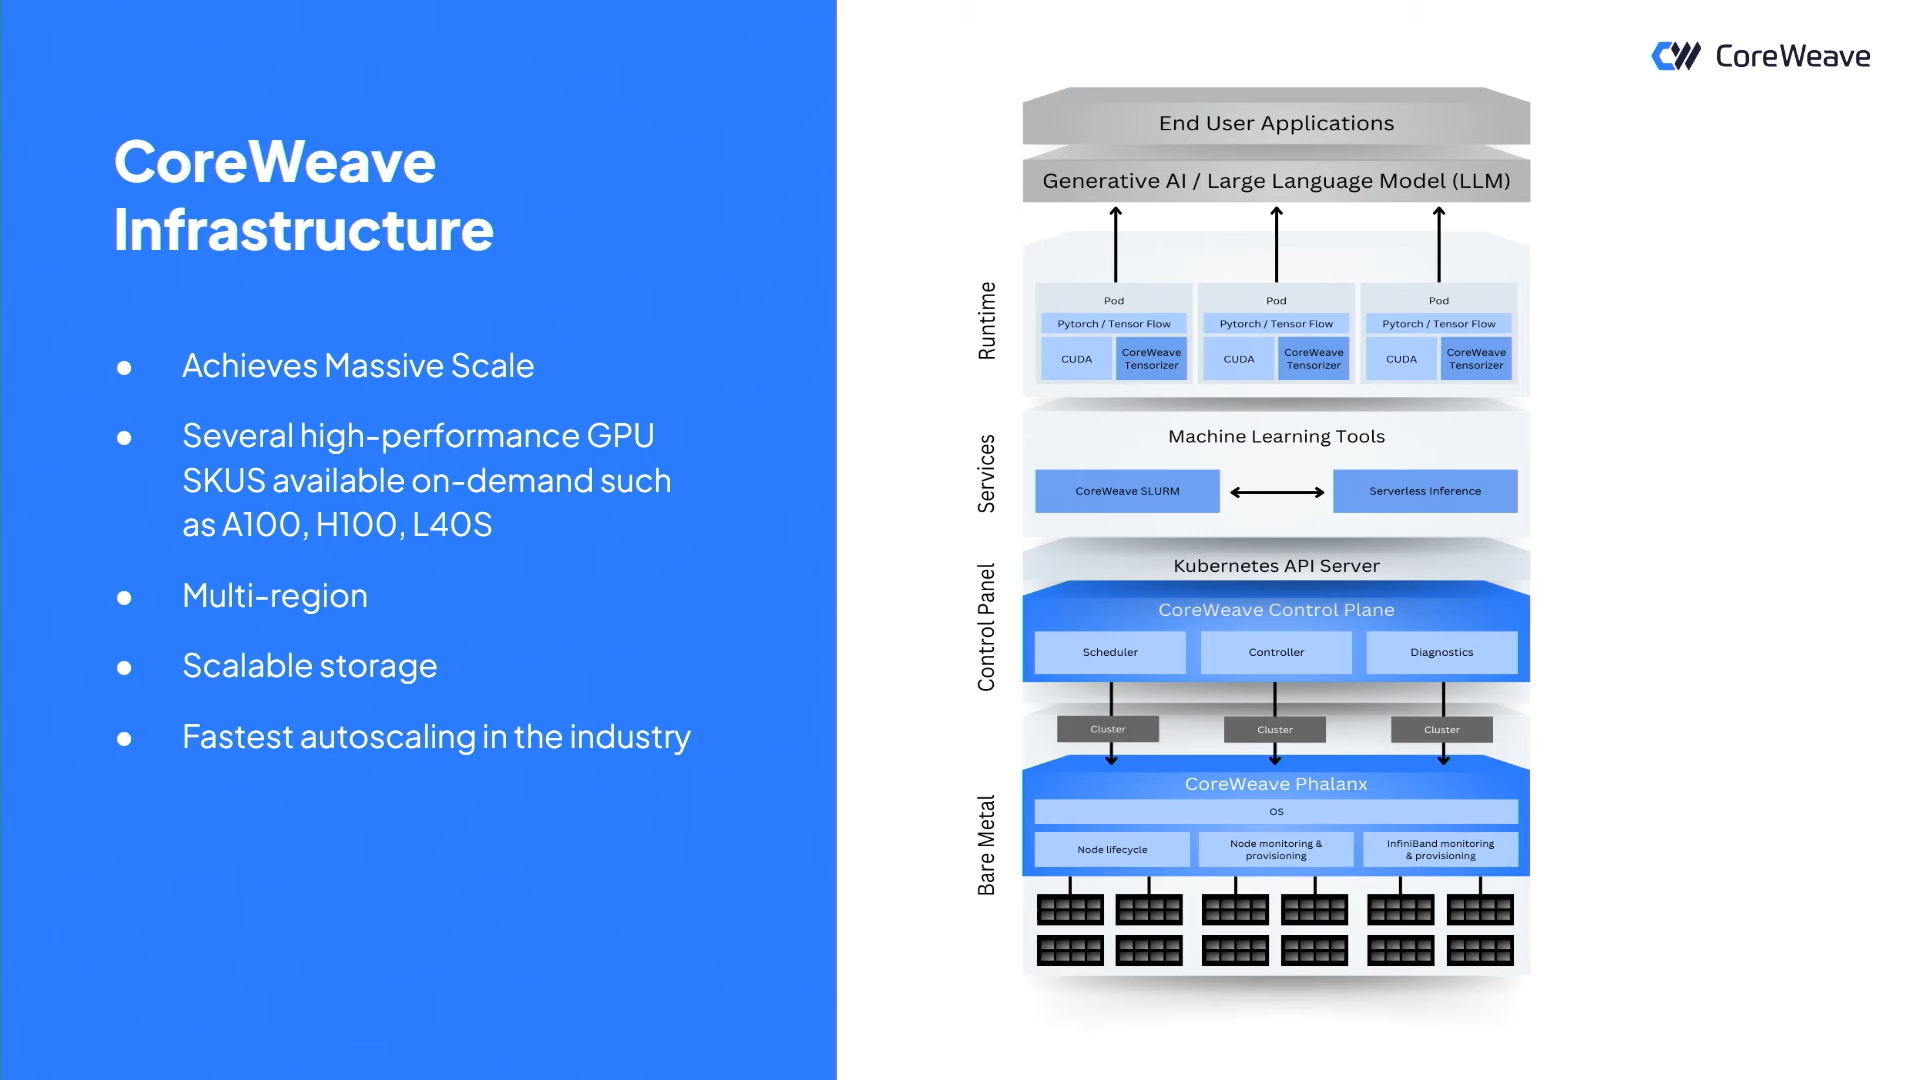 CoreWeave
CoreWeave
Infrastructure
● Achieves Massive Scale
● Several high-performance GPU
SKUS available on-demand such
as A100, H100, L40S
● Multi-region
● Scalable storage
● Fastest autoscaling in the industry
End User Applications
Generative AI / Large Language Model (LLM)
Runtime
Pod
Pytorch / Tensor Flow
CUDA
CoreWeave
Tensorizer
Pod
Pytorch / Tensor Flow
CUDA
CoreWeave
Tensorizer
Pod
Pytorch / Tensor Flow
CUDA
CoreWeave
Tensorizer
Services
Machine Learning Tools
CoreWeave SLURM
Serverless Inference
Control Panel
Kubernetes API Server
CoreWeave Control Plane
Scheduler
Controller
Diagnostics
Cluster
Cluster
Cluster
Bare Metal
CoreWeave Phalanx
OS
Node lifecycle
Node monitoring &
provisioning
InfiniBand monitoring
& provisioning